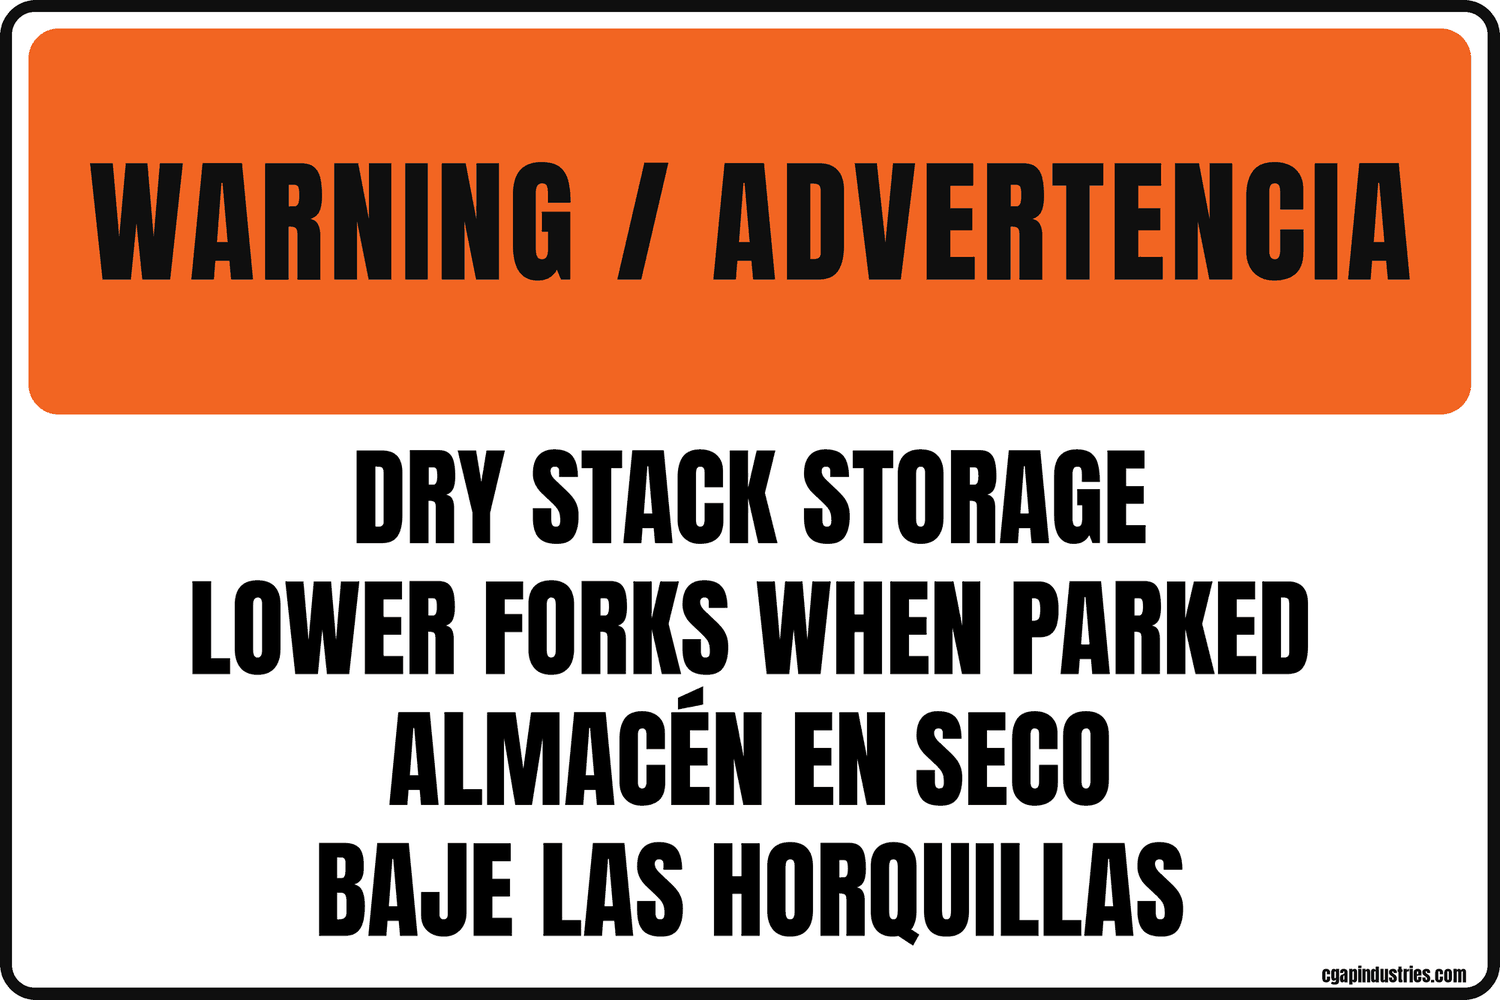 WARNING / ADVERTENCIA
DRY STACK STORAGE
LOWER FORKS WHEN PARKED
ALMACÉN EN SECO
BAJE LAS HORQUILLAS
cgapindustries.com